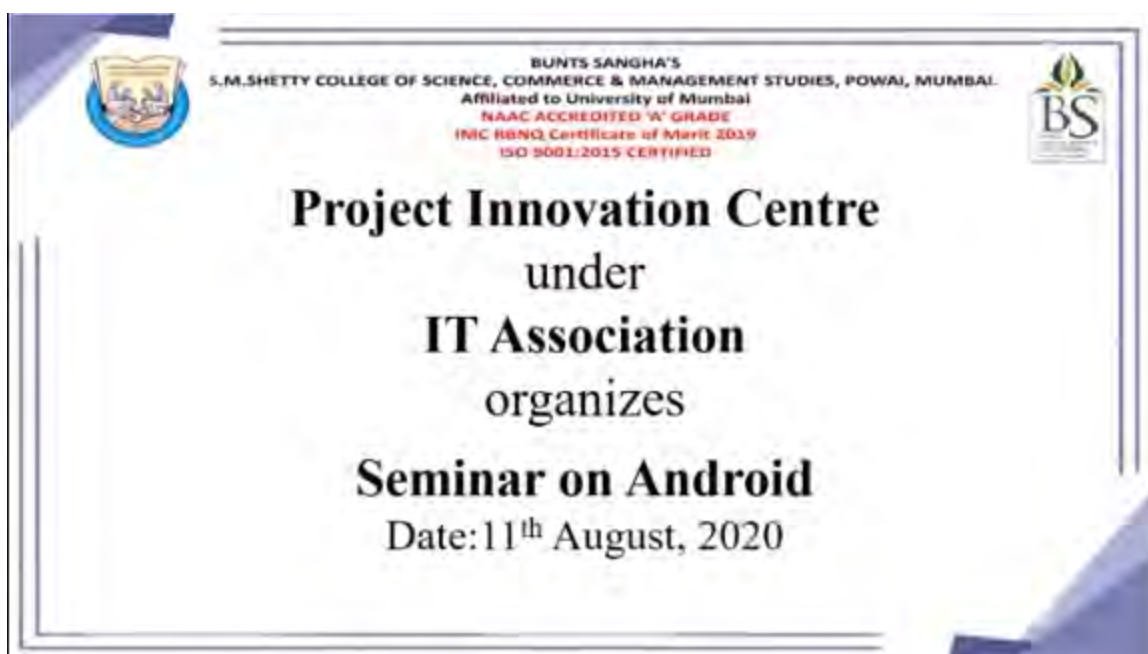 BUNTS SANGHA'S
S.M.SHETTY COLLEGE OF SCIENCE, COMMERCE & MANAGEMENT STUDIES, POWAI, MUMBAI.
Affiliated to University of Mumbai
NAAC ACCREDITED 'A' GRADE
IMC RBNQ Certificate of Merit 2019
ISO 9001:2015 CERTIFIED
BS
Project Innovation Centre
under
IT Association
organizes
Seminar on Android
Date:11th August, 2020